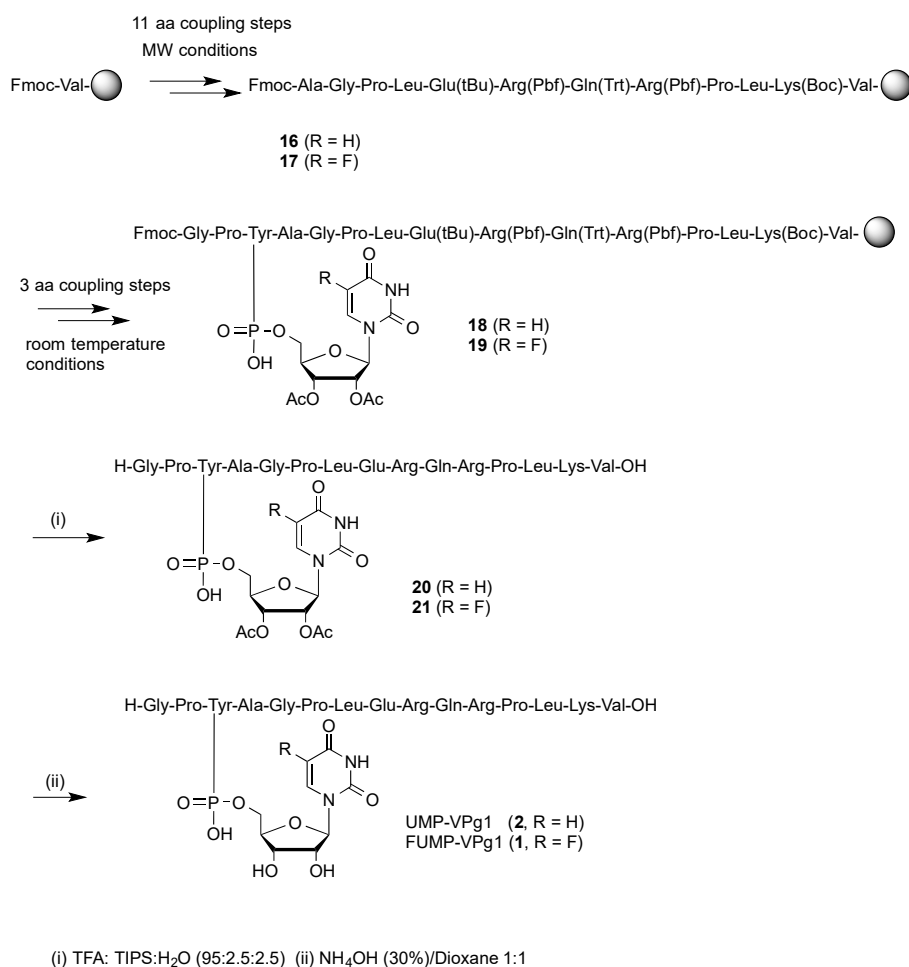 11 aa coupling steps
MW conditions
Fmoc-Val-
Fmoc-Ala-Gly-Pro-Leu-Glu(tBu)-Arg(Pbf)-Gln(Trt)-Arg(Pbf)-Pro-Leu-Lys(Boc)-Val-
16 (R = H)
17 (R = F)
Fmoc-Gly-Pro-Tyr-Ala-Gly-Pro-Leu-Glu(tBu)-Arg(Pbf)-Gln(Trt)-Arg(Pbf)-Pro-Leu-Lys(Boc)-Val-
3 aa coupling steps
room temperature
conditions
O
R
NH
N
O
O
O=P-O
OH
AcO
OAc
18 (R = H)
19 (R = F)
H-Gly-Pro-Tyr-Ala-Gly-Pro-Leu-Glu-Arg-Gln-Arg-Pro-Leu-Lys-Val-OH
(i)
O
R
NH
N
O
O
O=P-O
OH
AcO
OAc
20 (R = H)
21 (R = F)
H-Gly-Pro-Tyr-Ala-Gly-Pro-Leu-Glu-Arg-Gln-Arg-Pro-Leu-Lys-Val-OH
(ii)
O
R
NH
N
O
O
O=P-O
OH
HO
OH
UMP-VPg1 (2, R = H)
FUMP-VPg1 (1, R = F)
(i) TFA: TIPS:H₂O (95:2.5:2.5) (ii) NH₄OH (30%)/Dioxane 1:1